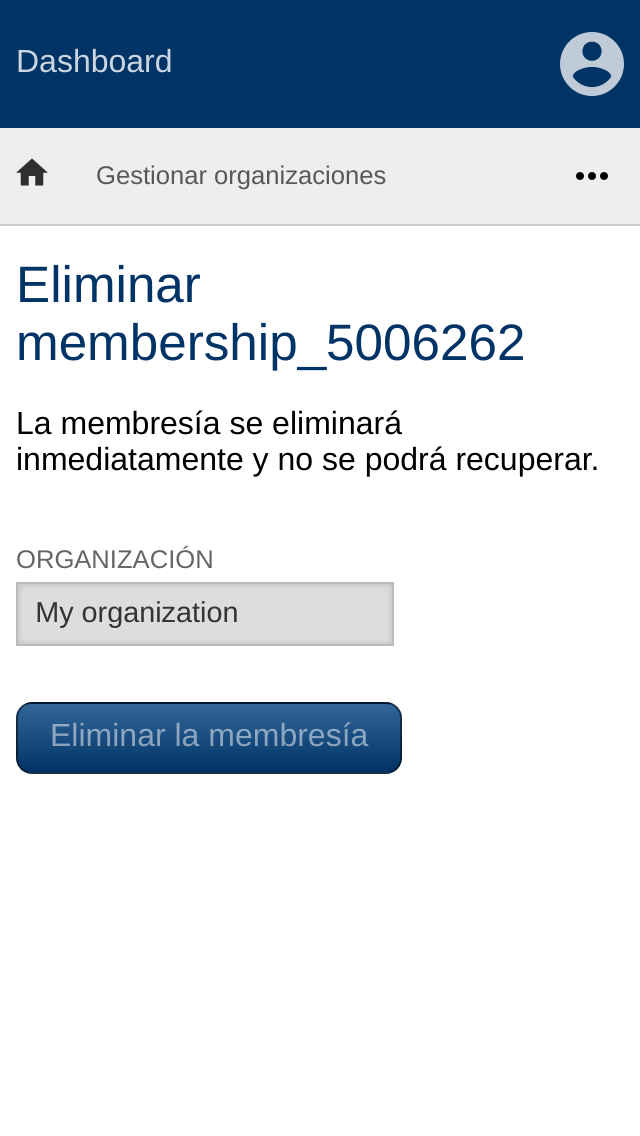 Dashboard
Gestionar organizaciones
Eliminar
membership_5006262
La membresía se eliminará
inmediatamente y no se podrá recuperar.
ORGANIZACIÓN
My organization
Eliminar la membresía